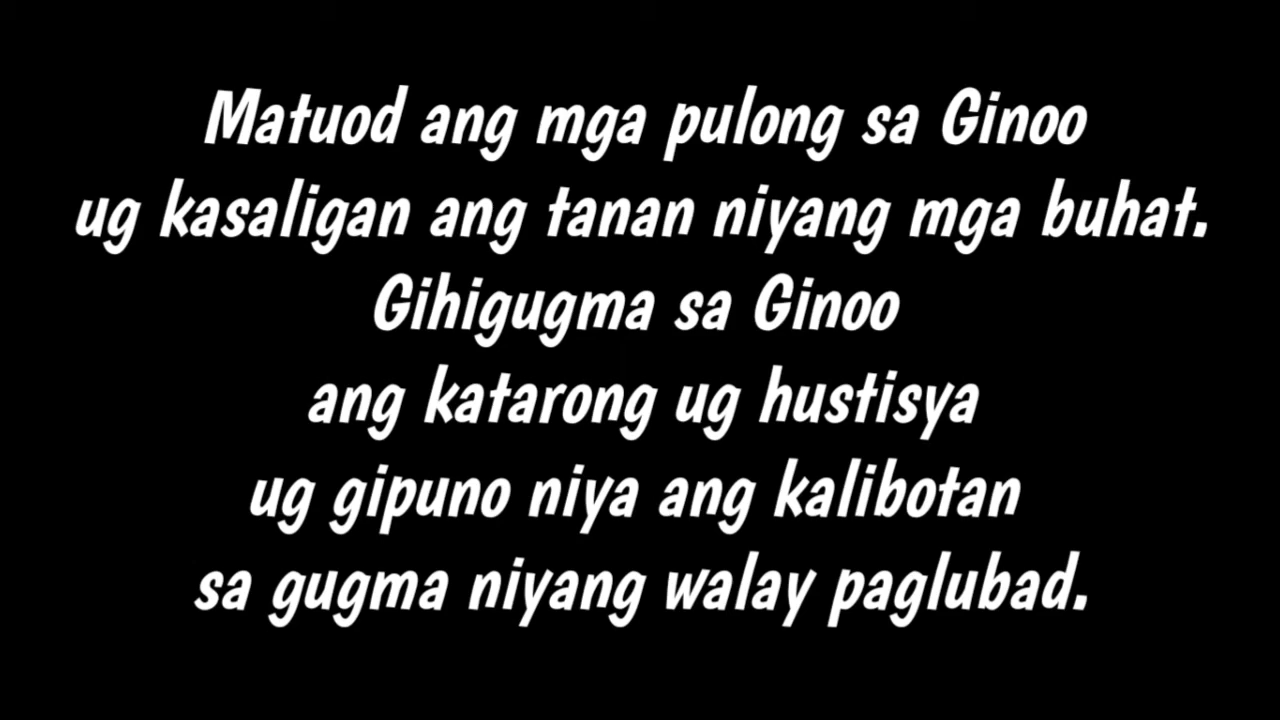 Matuod ang mga pulong sa Ginoo
ug kasaligan ang tanan niyang mga buhat.
Gihigugma sa Ginoo
ang katarong ug hustisya
ug gipuno niya ang kalibotan
sa gugma niyang walay paglubad.